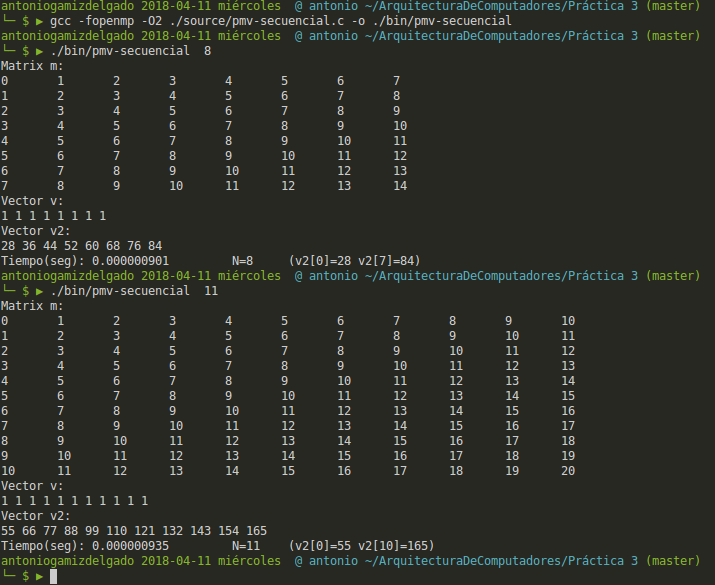 antoniogamizdelgado 2018-04-11 miércoles  @ antonio ~/ArquitecturaDeComputadores/Práctica 3 (master)
└─ $ ▶ gcc -fopenmp -O2 ./source/pmv-secuencial.c -o ./bin/pmv-secuencial
antoniogamizdelgado 2018-04-11 miércoles  @ antonio ~/ArquitecturaDeComputadores/Práctica 3 (master)
└─ $ ▶ ./bin/pmv-secuencial  8
Matrix m:
0       1       2       3       4       5       6       7
1       2       3       4       5       6       7       8
2       3       4       5       6       7       8       9
3       4       5       6       7       8       9       10
4       5       6       7       8       9       10      11
5       6       7       8       9       10      11      12
6       7       8       9       10      11      12      13
7       8       9       10      11      12      13      14
Vector v:
1 1 1 1 1 1 1 1
Vector v2:
28 36 44 52 60 68 76 84
Tiempo(seg): 0.000000901         N=8     (v2[0]=28 v2[7]=84)
antoniogamizdelgado 2018-04-11 miércoles  @ antonio ~/ArquitecturaDeComputadores/Práctica 3 (master)
└─ $ ▶ ./bin/pmv-secuencial  11
Matrix m:
0       1       2       3       4       5       6       7       8       9       10
1       2       3       4       5       6       7       8       9       10      11
2       3       4       5       6       7       8       9       10      11      12
3       4       5       6       7       8       9       10      11      12      13
4       5       6       7       8       9       10      11      12      13      14
5       6       7       8       9       10      11      12      13      14      15
6       7       8       9       10      11      12      13      14      15      16
7       8       9       10      11      12      13      14      15      16      17
8       9       10      11      12      13      14      15      16      17      18
9       10      11      12      13      14      15      16      17      18      19
10      11      12      13      14      15      16      17      18      19      20
Vector v:
1 1 1 1 1 1 1 1 1 1 1
Vector v2:
55 66 77 88 99 110 121 132 143 154 165
Tiempo(seg): 0.000000935         N=11    (v2[0]=55 v2[10]=165)
antoniogamizdelgado 2018-04-11 miércoles  @ antonio ~/ArquitecturaDeComputadores/Práctica 3 (master)
└─ $ ▶